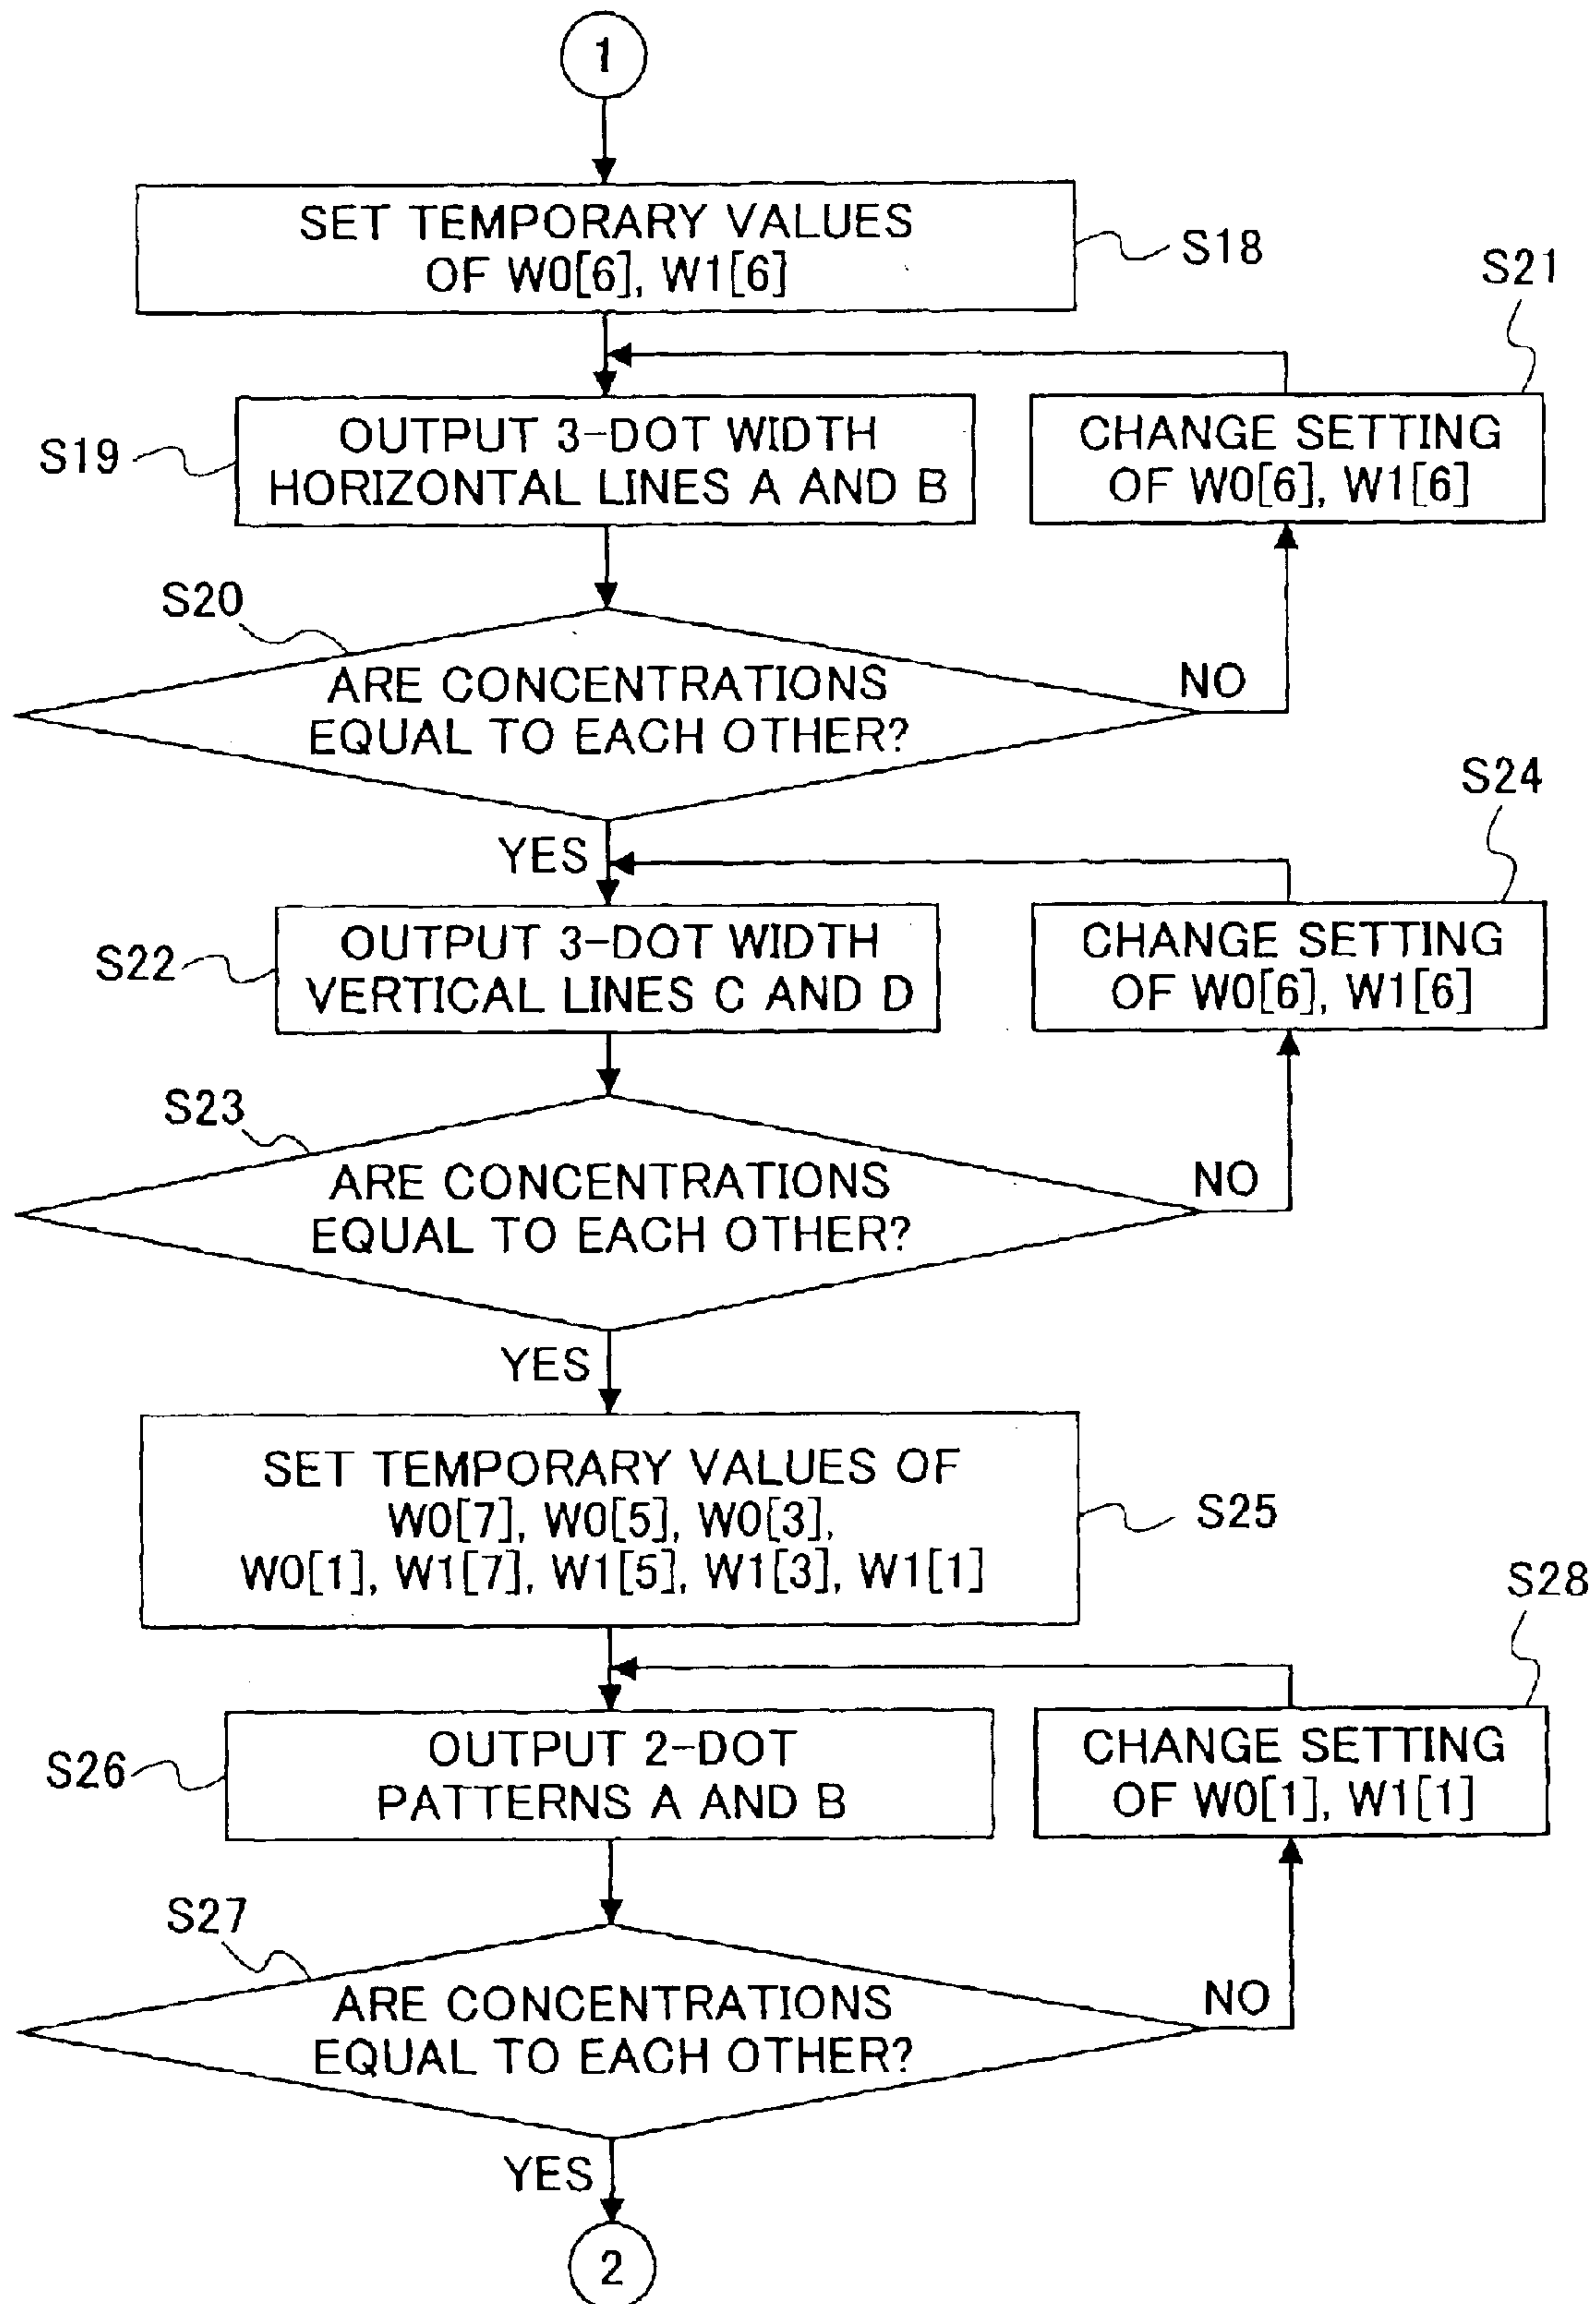 1
SET TEMPORARY VALUES
OF W0[6], W1[6]
S18
S21
S19
OUTPUT 3-DOT WIDTH
HORIZONTAL LINES A AND B
CHANGE SETTING
OF W0[6], W1[6]
S20
ARE CONCENTRATIONS
EQUAL TO EACH OTHER?
NO
YES
S24
S22
OUTPUT 3-DOT WIDTH
VERTICAL LINES C AND D
CHANGE SETTING
OF W0[6], W1[6]
S23
ARE CONCENTRATIONS
EQUAL TO EACH OTHER?
NO
YES
SET TEMPORARY VALUES OF
W0[7], W0[5], W0[3],
W0[1], W1[7], W1[5], W1[3], W1[1]
S25
S28
S26
OUTPUT 2-DOT
PATTERNS A AND B
CHANGE SETTING
OF W0[1], W1[1]
S27
ARE CONCENTRATIONS
EQUAL TO EACH OTHER?
NO
YES
2